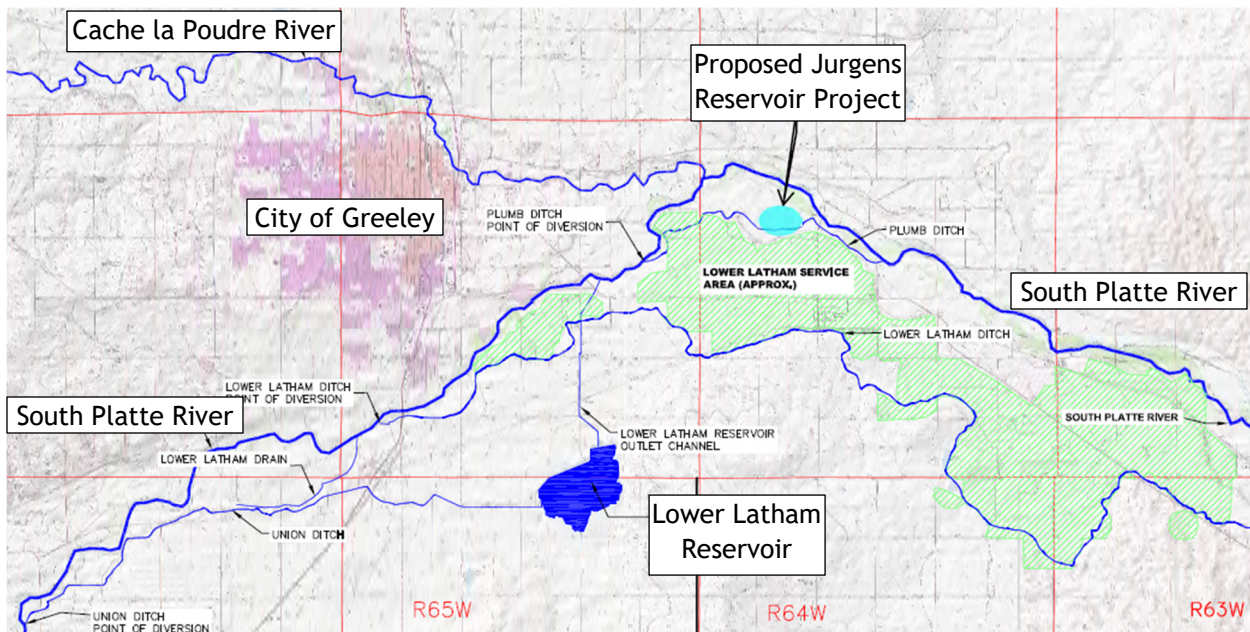 Cache la Poudre River
Proposed Jurgens
Reservoir Project
City of Greeley
PLUMB DITCH
POINT OF DIVERSION
PLUMB DITCH
LOWER LATHAM SERVICE
AREA (APPROX.)
South Platte River
LOWER LATHAM DITCH
LOWER LATHAM DITCH
POINT OF DIVERSION
South Platte River
SOUTH PLATTE RIVER
LOWER LATHAM RESERVOIR
OUTLET CHANNEL
LOWER LATHAM DRAIN
Lower Latham
Reservoir
UNION DITCH
R65W
R64W
R63W
UNION DITCH
POINT OF DIVERSION